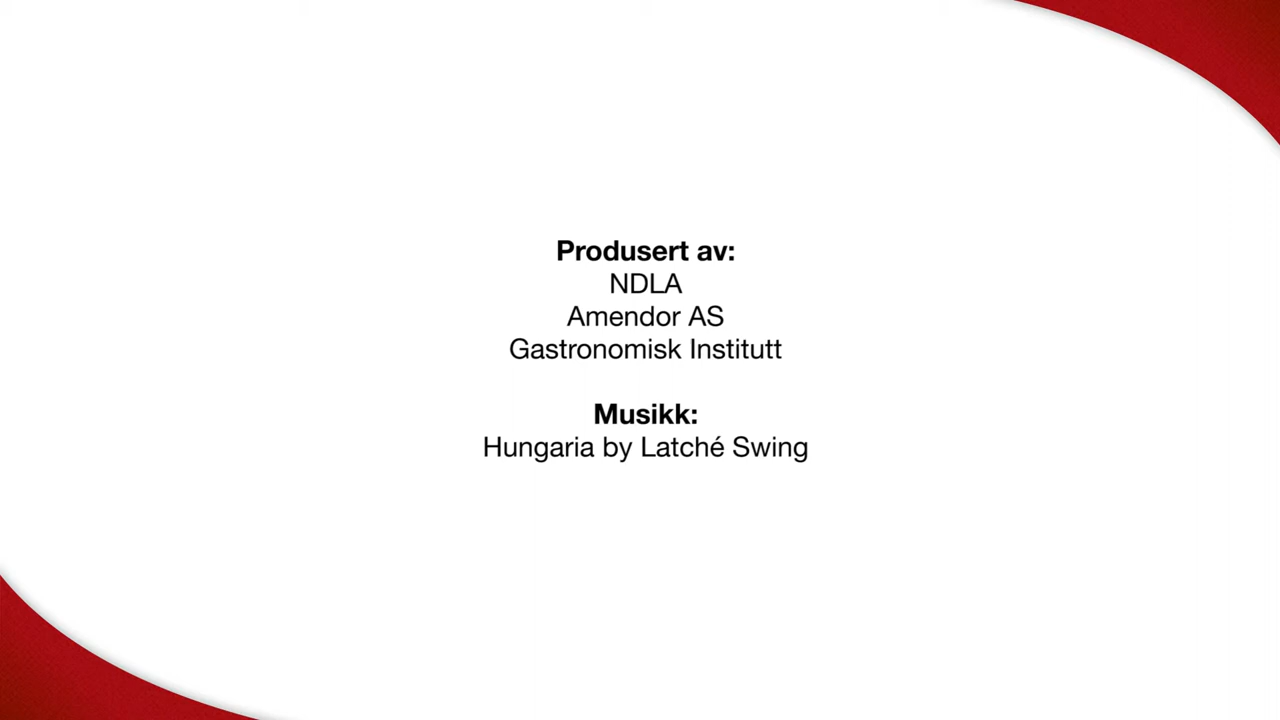 Produsert av:
NDLA
Amendor AS
Gastronomisk Institutt
Musikk:
Hungaria by Latché Swing